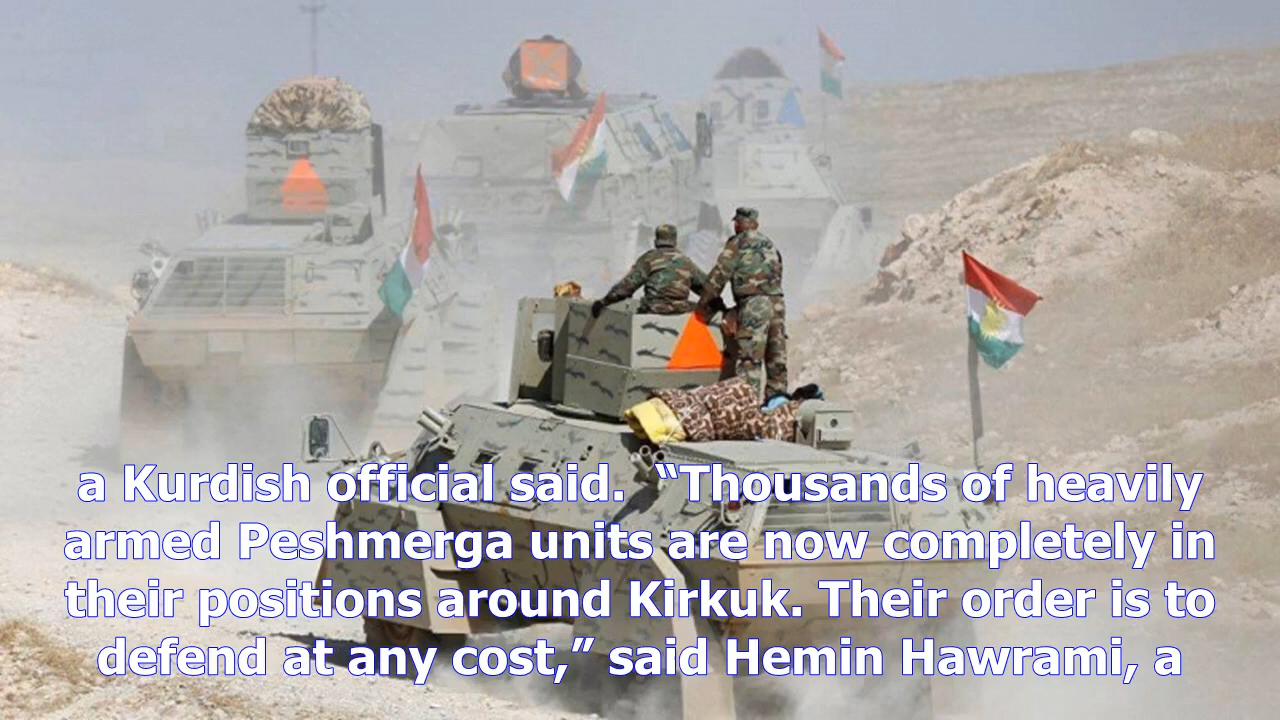 a Kurdish official said.  “Thousands of heavily
armed Peshmerga units are now completely in
their positions around Kirkuk. Their order is to
defend at any cost,” said Hemin Hawrami, a